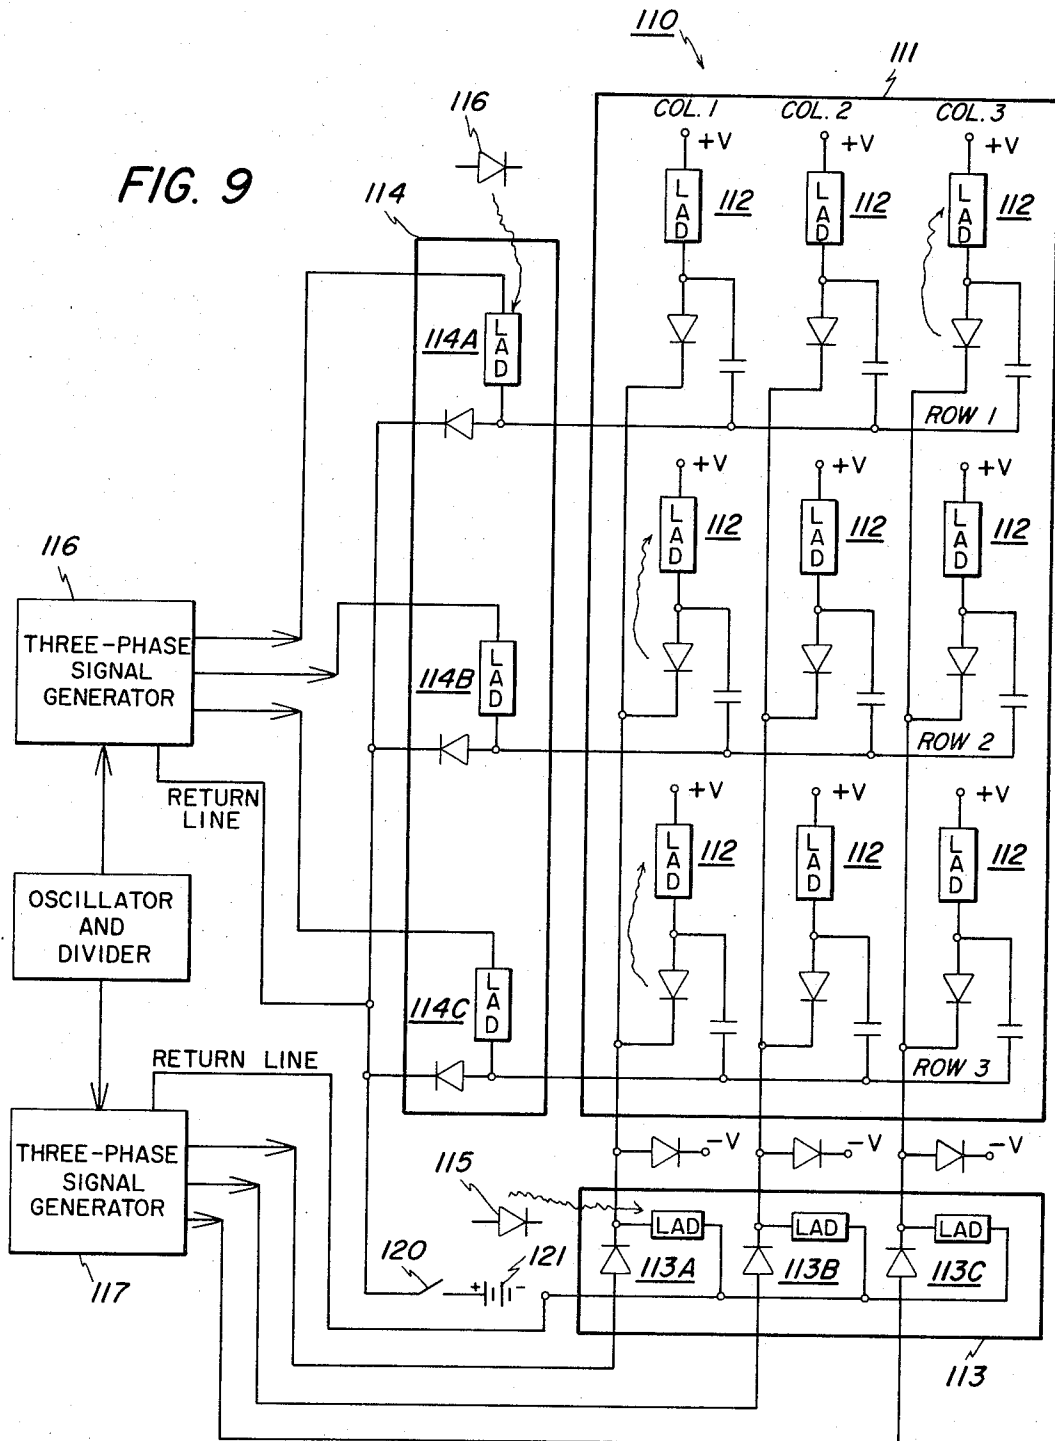 110
111
116
COL. 1 COL. 2 COL. 3
+V +V +V
FIG. 9
114
LAD 112 LAD 112 LAD 112
114A LAD
ROW 1
+V +V +V
LAD 112 LAD 112 LAD 112
116
THREE-PHASE
SIGNAL
GENERATOR
114B LAD
ROW 2
RETURN
LINE
+V +V +V
LAD 112 LAD 112 LAD 112
OSCILLATOR
AND
DIVIDER
114C LAD
ROW 3
RETURN LINE
THREE-PHASE
SIGNAL
GENERATOR
117
-V -V -V
115
LAD LAD LAD
113A 113B 113C
120 121
+ -
113